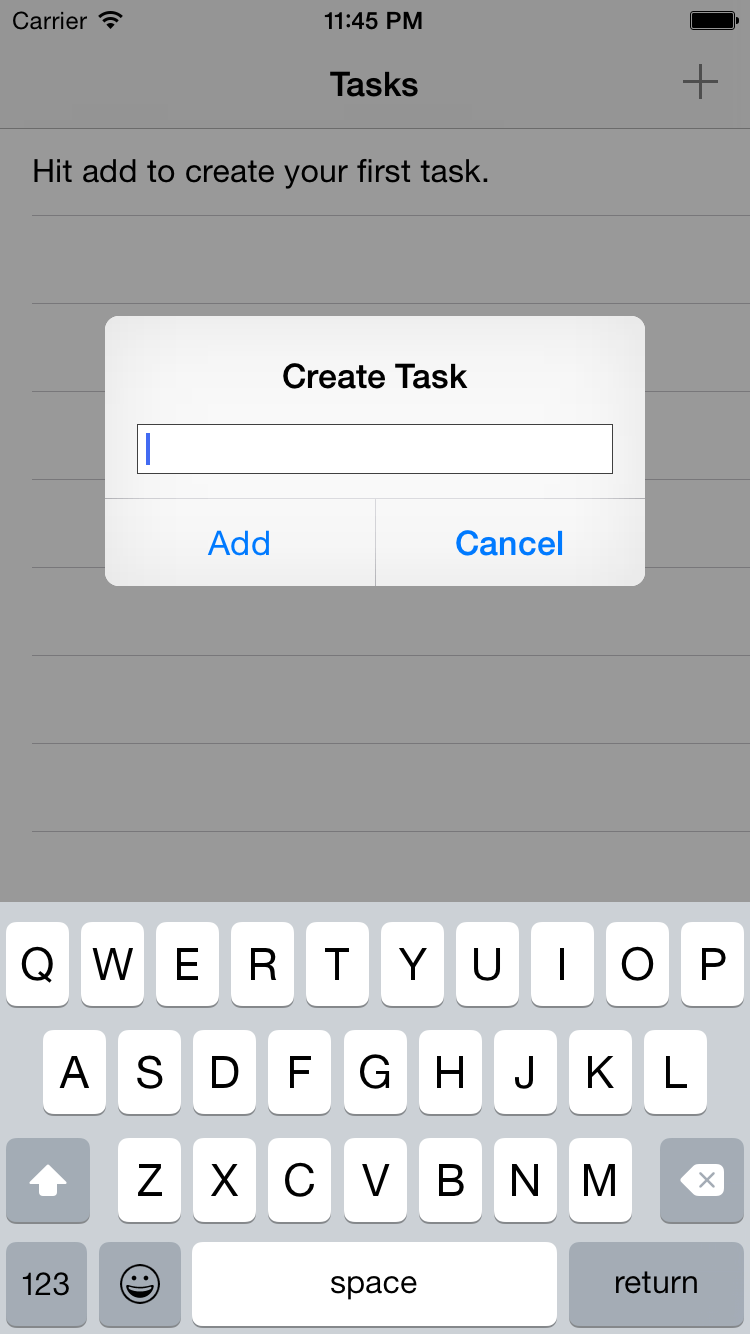 Carrier 11:45 PM
Tasks
Hit add to create your first task.
Create Task
Add Cancel
Q W E R T Y U I O P
A S D F G H J K L
Z X C V B N M
123 space return